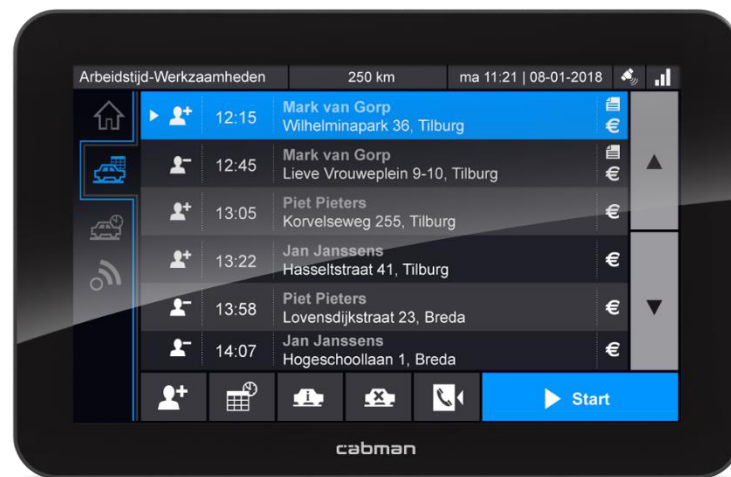 Arbeidstijd-Werkzaamheden 250 km ma 11:21 | 08-01-2018
12:15 Mark van Gorp €
Wilhelminapark 36, Tilburg
12:45 Mark van Gorp €
Lieve Vrouweplein 9-10, Tilburg
13:05 Piet Pieters €
Korvelseweg 255, Tilburg
13:22 Jan Janssens €
Hasseltstraat 41, Tilburg
13:58 Piet Pieters €
Lovensdijkstraat 23, Breda
14:07 Jan Janssens €
Hogeschoollaan 1, Breda
Start
cabman